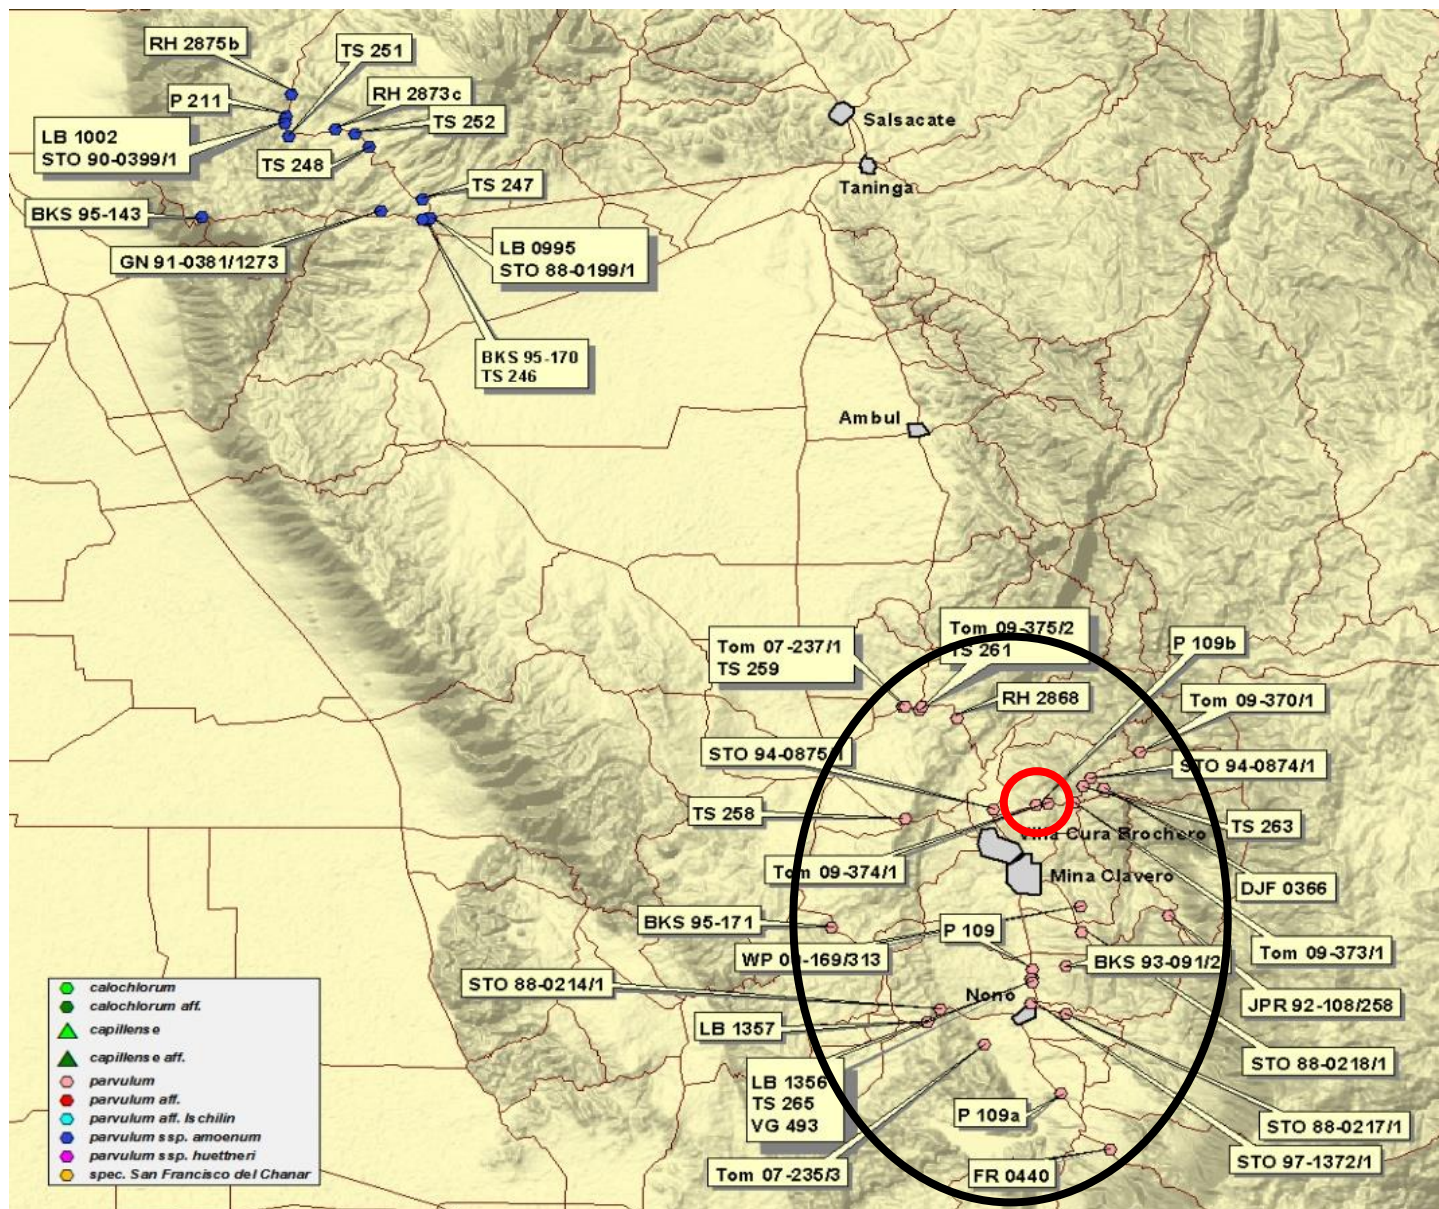 RH 2875b
TS 251
P 211
RH 2873c
TS 252
LB 1002
STO 90-0399/1
TS 248
Salsacate
Taninga
TS 247
BKS 95-143
GN 91-0381/1273
LB 0995
STO 88-0199/1
BKS 95-170
TS 246
Ambul
Tom 07-237/1
TS 259
Tom 09-375/2
TS 261
P 109b
RH 2868
Tom 09-370/1
STO 94-0875/1
STO 94-0874/1
TS 258
TS 263
Villa Cura Brochero
Tom 09-374/1
Mina Clavero
DJF 0366
BKS 95-171
P 109
Tom 09-373/1
BKS 93-091/2
STO 88-0214/1
Nono
JPR 92-108/258
LB 1357
STO 88-0218/1
LB 1356
TS 265
VG 493
P 109a
STO 88-0217/1
Tom 07-235/3
FR 0440
STO 97-1372/1
calochlorum
calochlorum aff.
capillense
capillense aff.
parvulum
parvulum aff.
parvulum aff. Ischilin
parvulum ssp. amoenum
parvulum ssp. huettneri
spec. San Francisco del Chanar